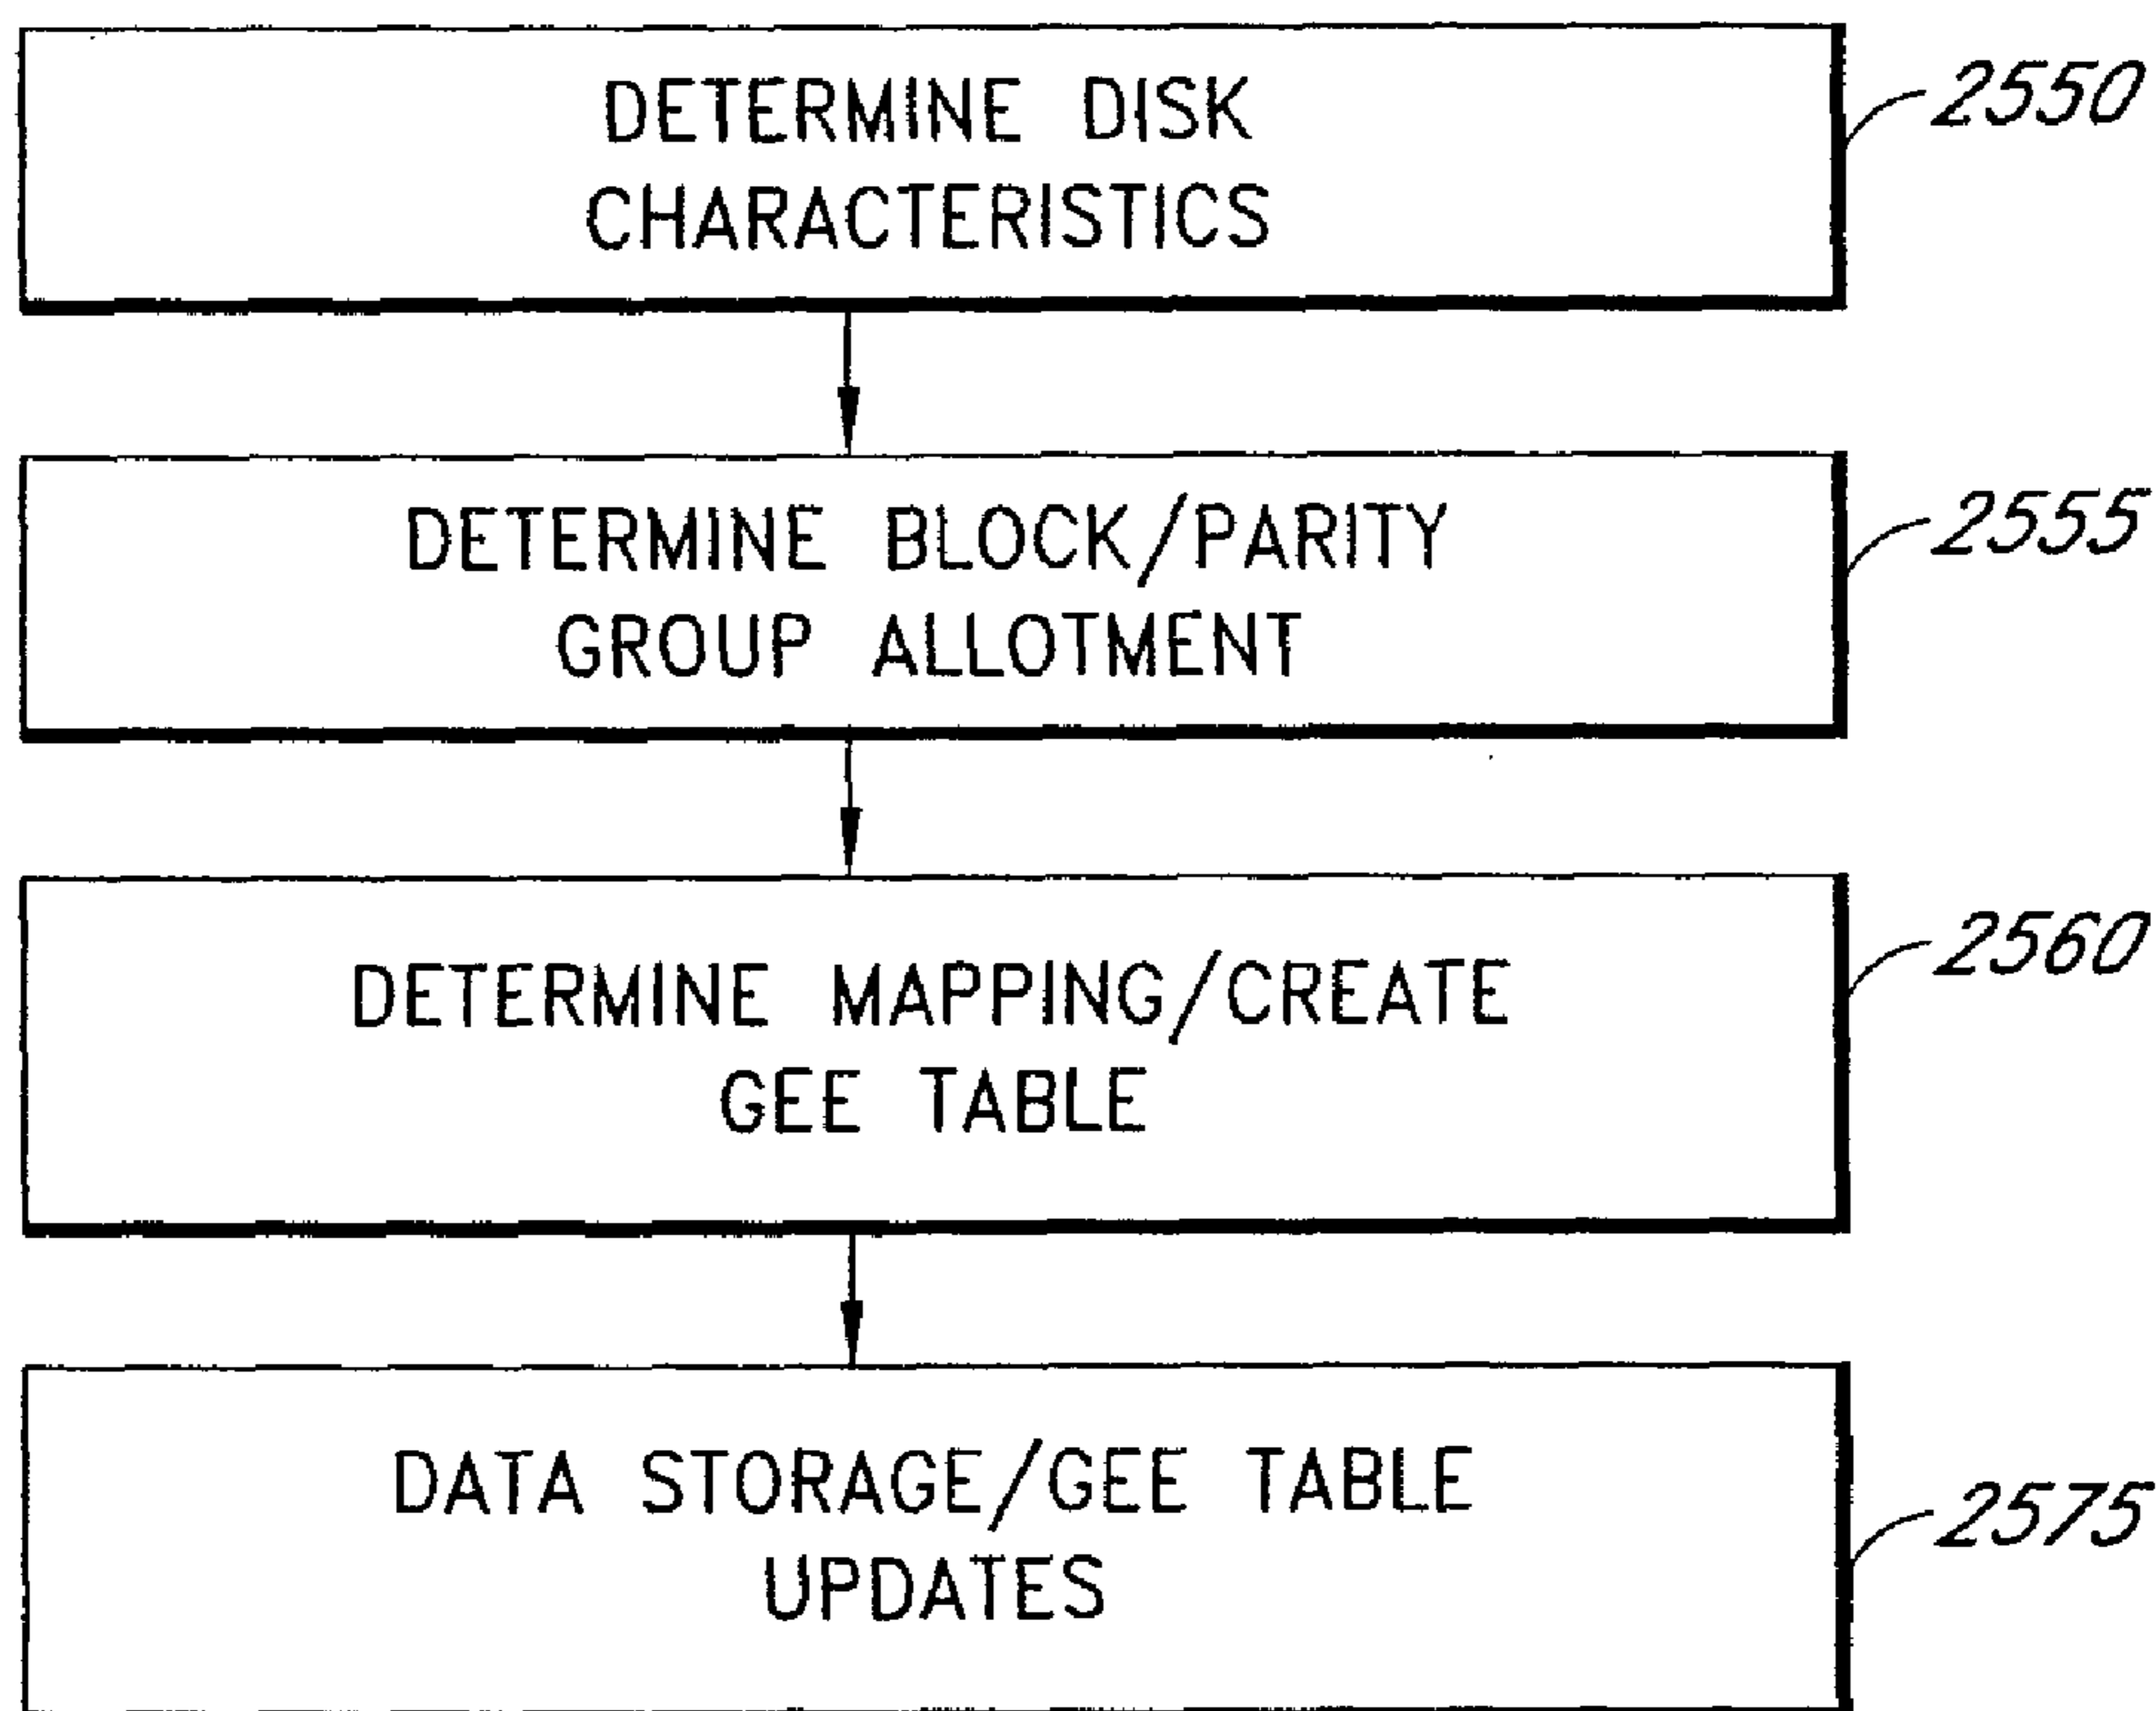 DETERMINE DISK
CHARACTERISTICS
2550
DETERMINE BLOCK/PARITY
GROUP ALLOTMENT
2555
DETERMINE MAPPING/CREATE
GEE TABLE
2560
DATA STORAGE/GEE TABLE
UPDATES
2575